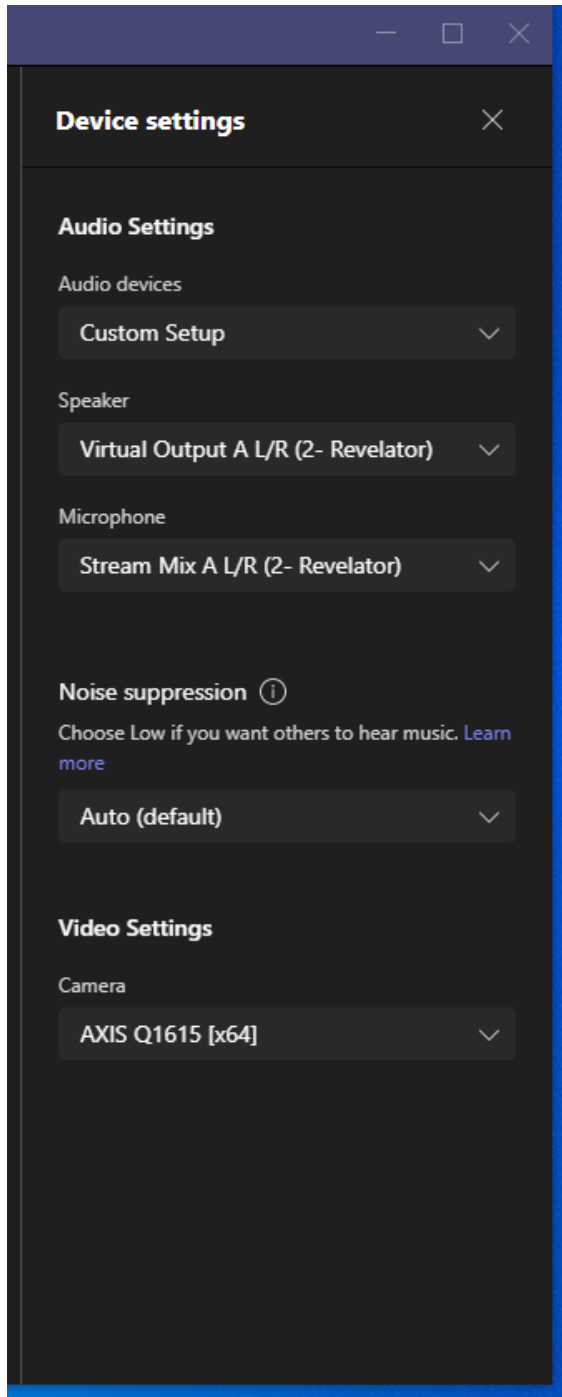 Device settings
Audio Settings
Audio devices
Custom Setup
Speaker
Virtual Output A L/R (2- Revelator)
Microphone
Stream Mix A L/R (2- Revelator)
Noise suppression
Choose Low if you want others to hear music. Learn
more
Auto (default)
Video Settings
Camera
AXIS Q1615 [x64]